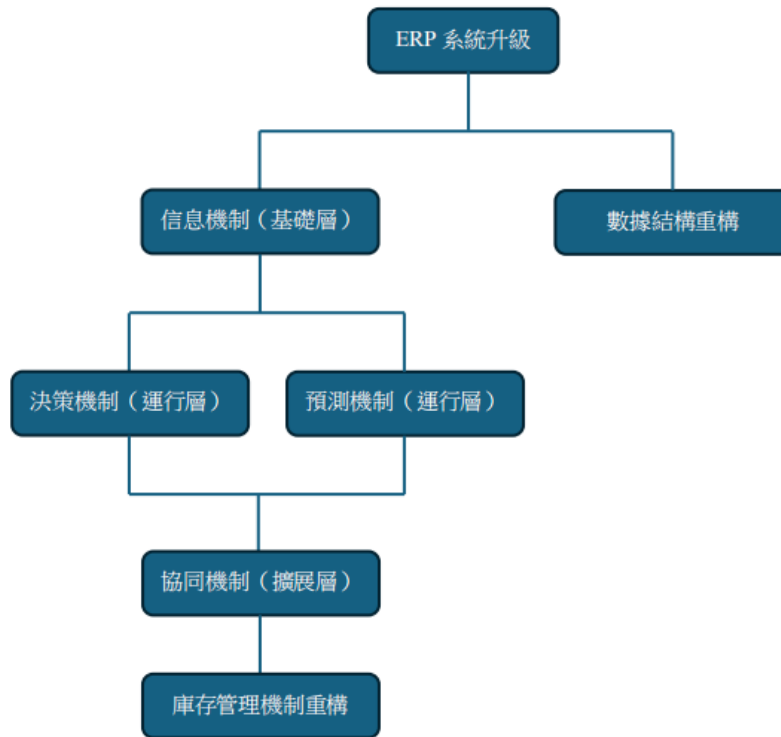 ERP 系統升級
信息機制（基礎層）
數據結構重構
決策機制（運行層）
預測機制（運行層）
協同機制（擴展層）
庫存管理機制重構